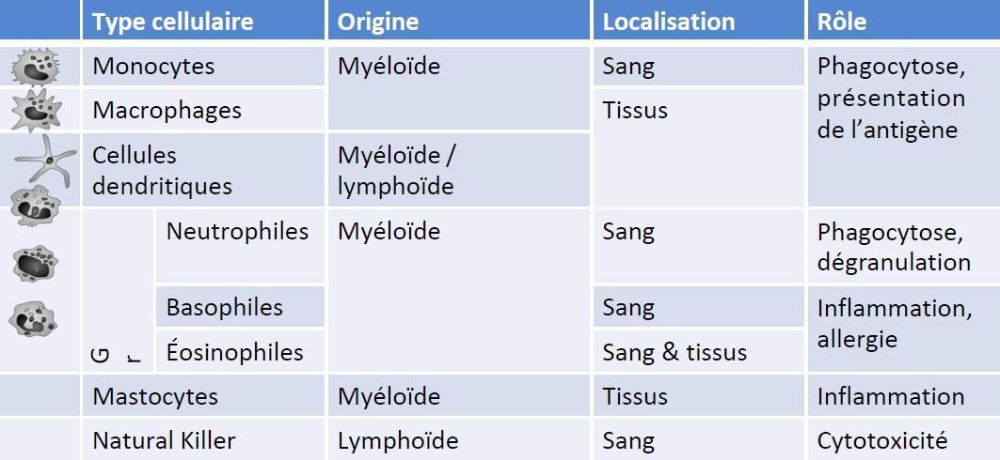 Type cellulaire Origine Localisation Rôle
Monocytes Myéloïde Sang Phagocytose,
présentation
de l’antigène
Macrophages Tissus
Cellules
dendritiques
Myéloïde /
lymphoïde
Gr
Neutrophiles Myéloïde Sang Phagocytose,
dégranulation
Basophiles Sang Inflammation,
allergie
Éosinophiles Sang & tissus
Mastocytes Myéloïde Tissus Inflammation
Natural Killer Lymphoïde Sang Cytotoxicité